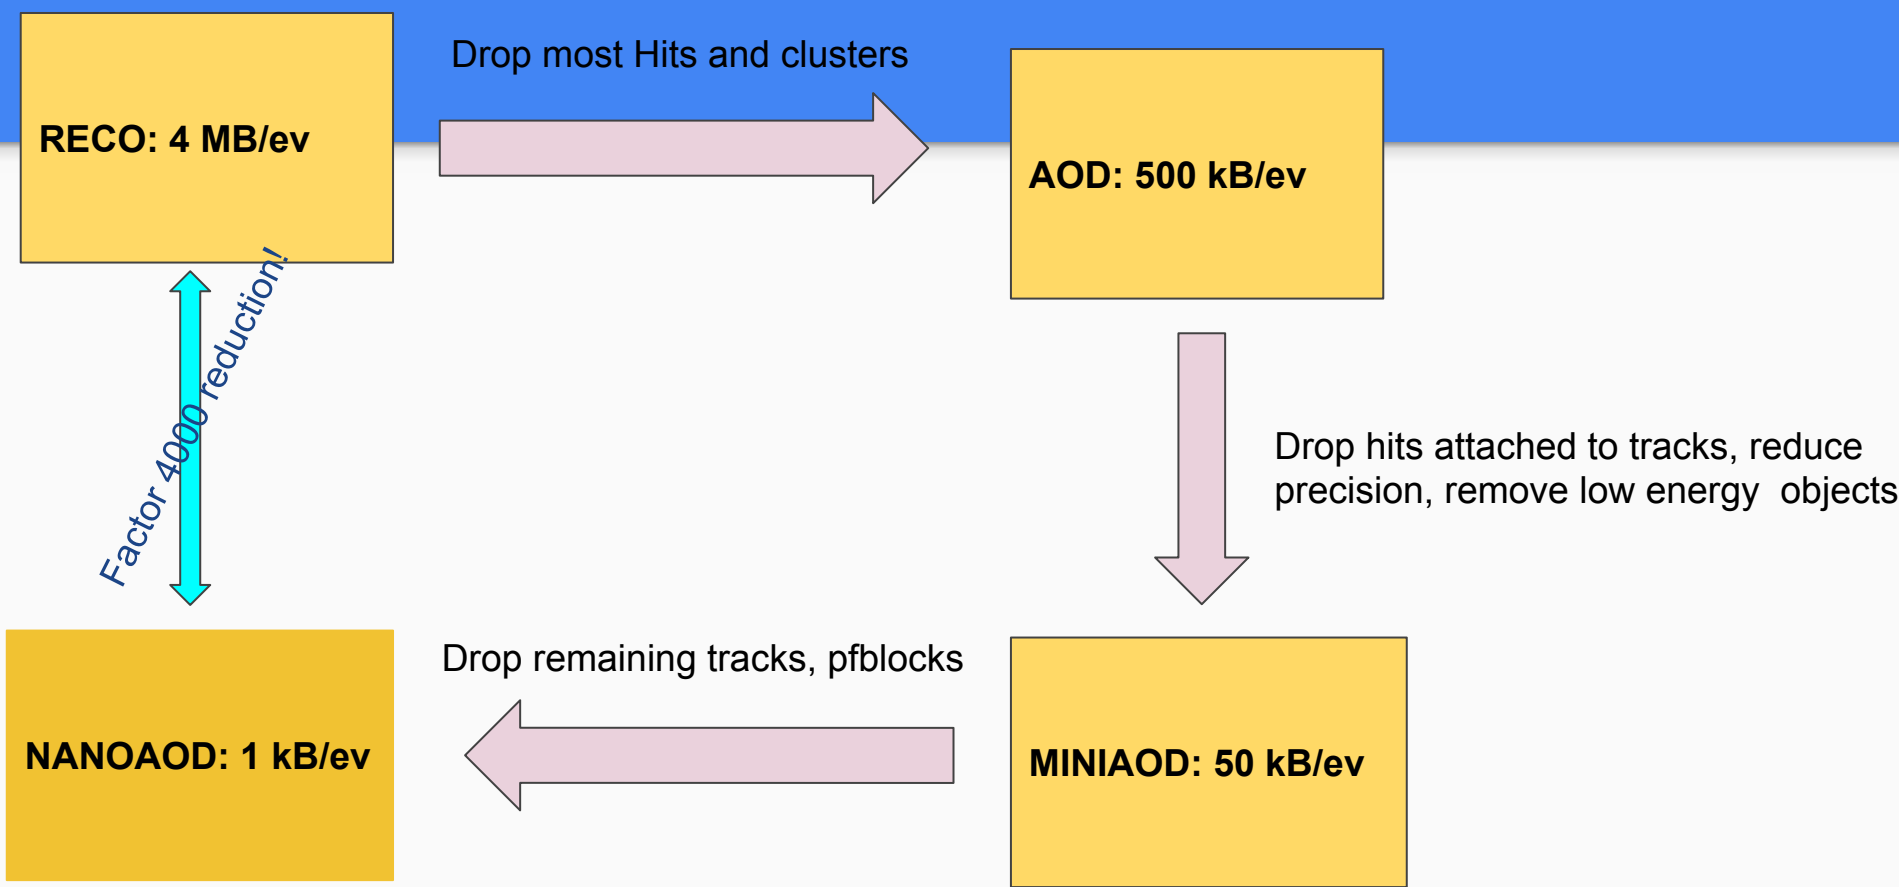 RECO: 4 MB/ev
Drop most Hits and clusters
AOD: 500 kB/ev
Factor 4000 reduction!
Drop hits attached to tracks, reduce
precision, remove low energy  objects
NANOAOD: 1 kB/ev
Drop remaining tracks, pfblocks
MINIAOD: 50 kB/ev